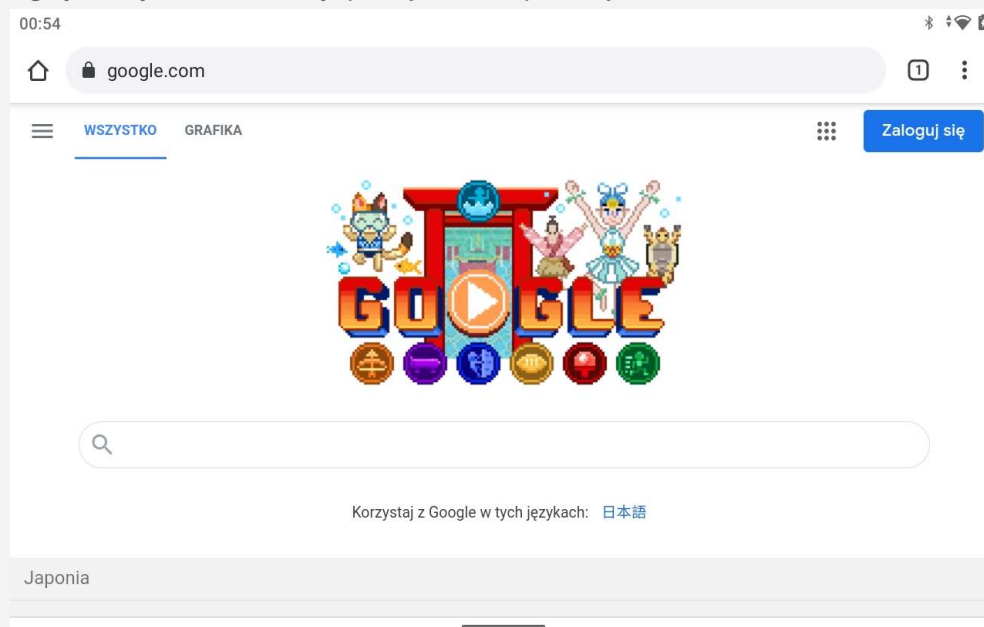 00:54
google.com
1
WSZYSTKO GRAFIKA
Zaloguj się
GOOGLE
Korzystaj z Google w tych językach: 日本語
Japonia